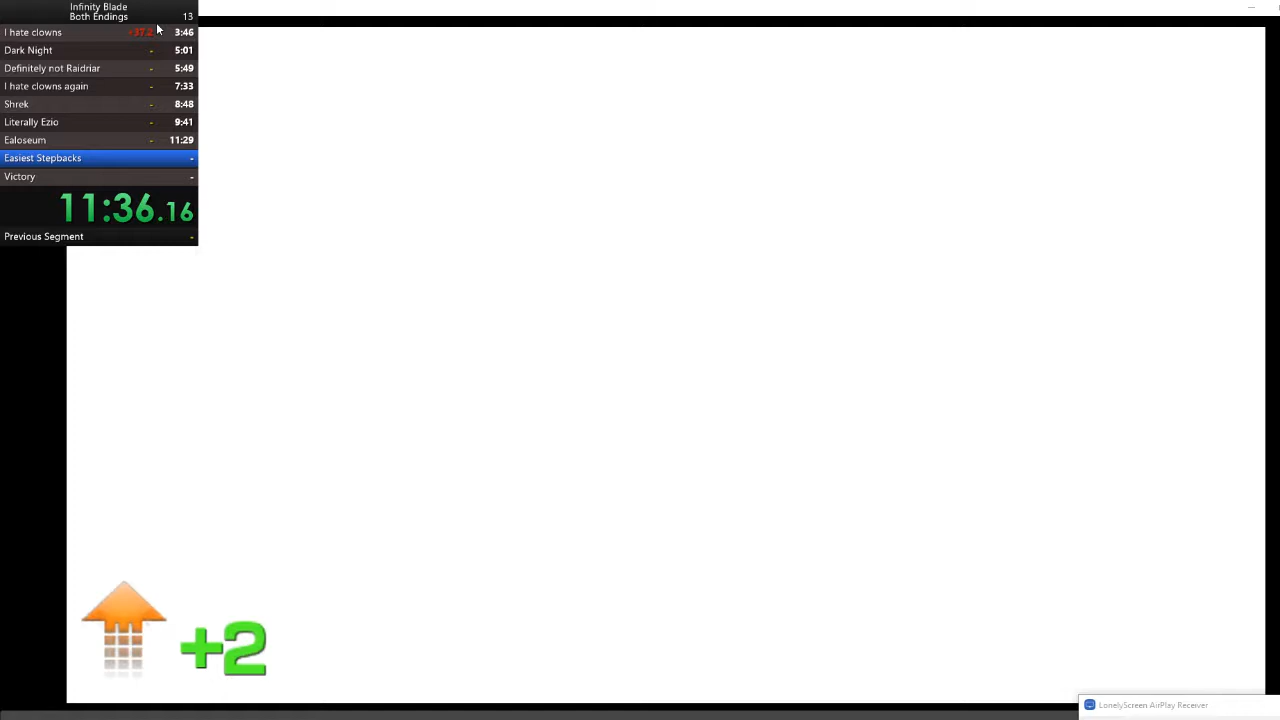 Infinity Blade
Both Endings 13
I hate clowns +37.2 3:46
Dark Night - 5:01
Definitely not Raidriar - 5:49
I hate clowns again - 7:33
Shrek - 8:48
Literally Ezio - 9:41
Ealoseum - 11:29
Easiest Stepbacks -
Victory -
11:36.16
Previous Segment -
+2
LonelyScreen AirPlay Receiver